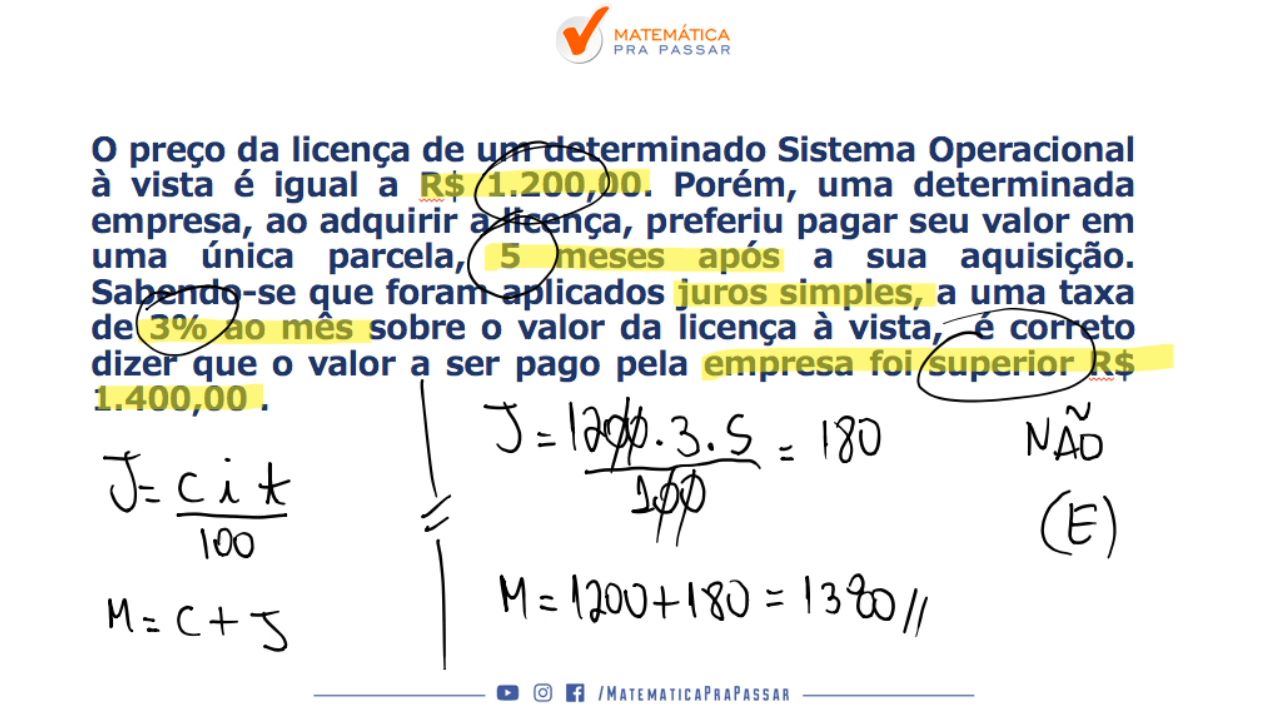 MATEMÁTICA
PRA PASSAR
O preço da licença de um determinado Sistema Operacional
à vista é igual a R$ 1.200,00. Porém, uma determinada
empresa, ao adquirir a licença, preferiu pagar seu valor em
uma única parcela, 5 meses após a sua aquisição.
Sabendo-se que foram aplicados juros simples, a uma taxa
de 3% ao mês sobre o valor da licença à vista, é correto
dizer que o valor a ser pago pela empresa foi superior R$
1.400,00 .
J = c i t
100
M = C + J
J = 1200 . 3 . 5 = 180
100
M = 1200 + 180 = 1380 //
NÃO
(E)
/MATEMATICAPRAPASSAR